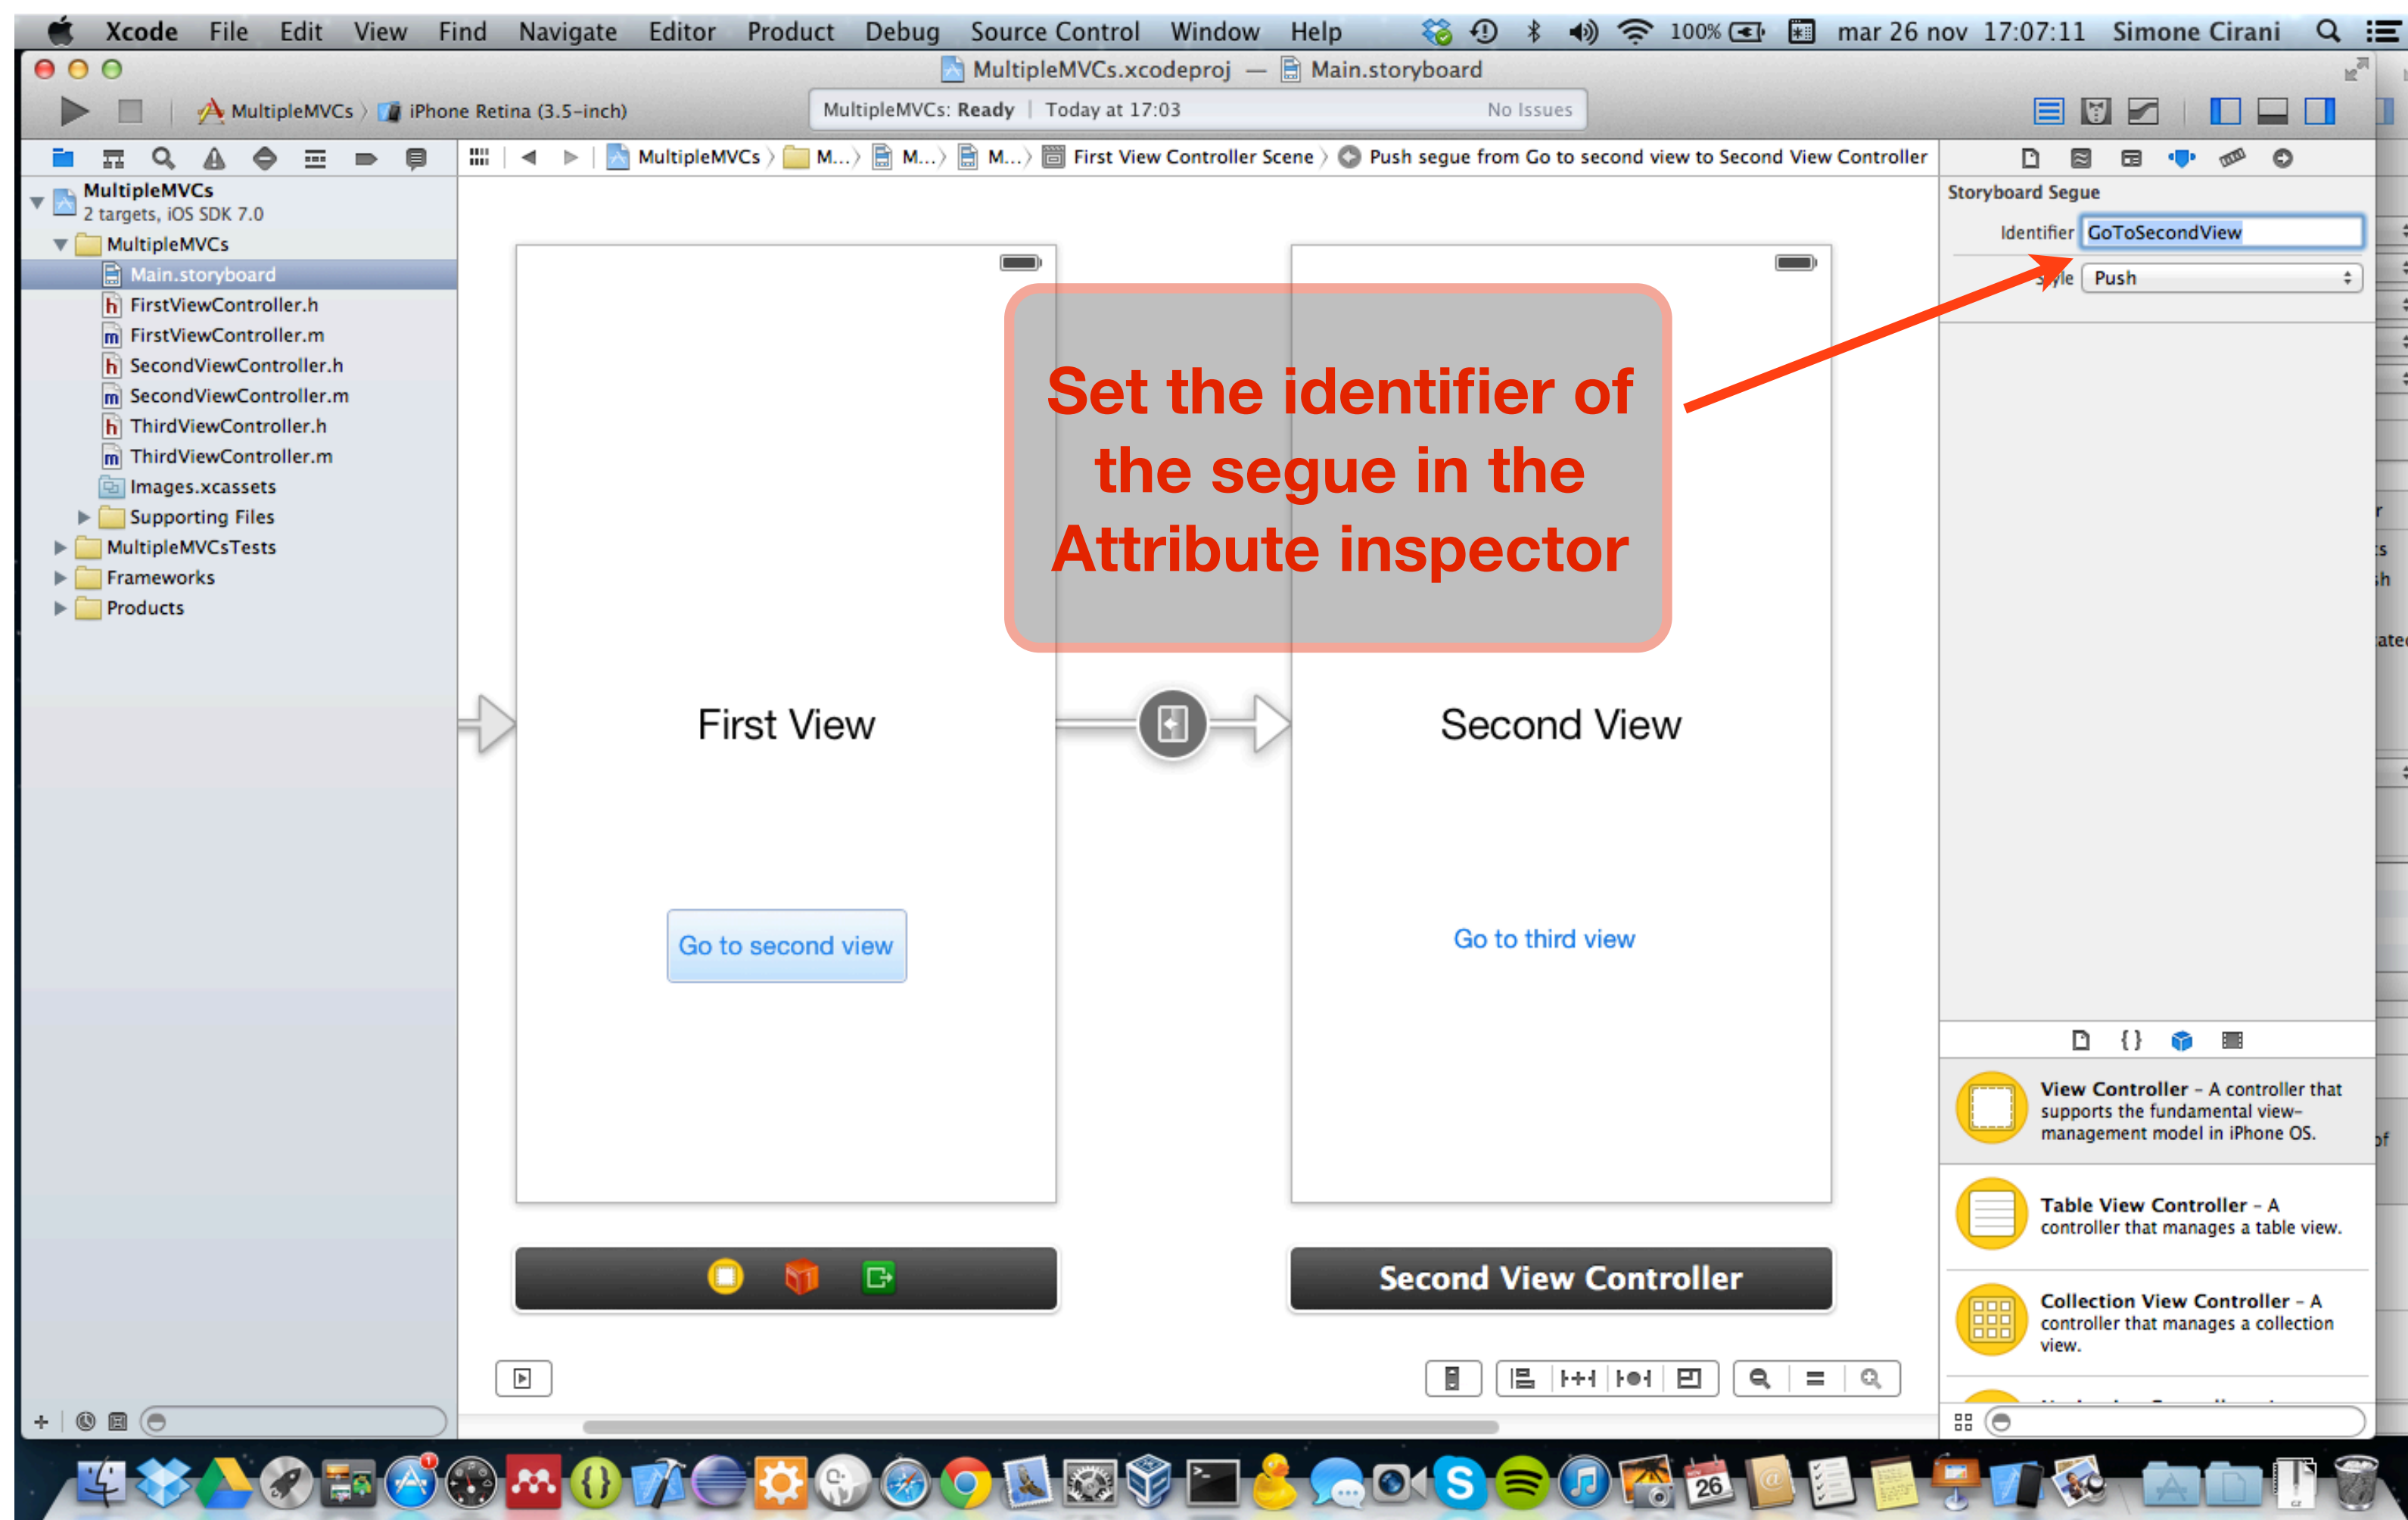 Xcode File Edit View Find Navigate Editor Product Debug Source Control Window Help 100% mar 26 nov 17:07:11 Simone Cirani
MultipleMVCs.xcodeproj — Main.storyboard
MultipleMVCs iPhone Retina (3.5-inch)
MultipleMVCs: Ready | Today at 17:03 No Issues
MultipleMVCs M... M... M... First View Controller Scene Push segue from Go to second view to Second View Controller
MultipleMVCs
2 targets, iOS SDK 7.0
MultipleMVCs
Main.storyboard
FirstViewController.h
FirstViewController.m
SecondViewController.h
SecondViewController.m
ThirdViewController.h
ThirdViewController.m
Images.xcassets
Supporting Files
MultipleMVCsTests
Frameworks
Products
Set the identifier of
the segue in the
Attribute inspector
First View
Go to second view
Second View
Go to third view
Second View Controller
Storyboard Segue
Identifier GoToSecondView
Style Push
View Controller – A controller that
supports the fundamental view-
management model in iPhone OS.
Table View Controller – A
controller that manages a table view.
Collection View Controller – A
controller that manages a collection
view.
26